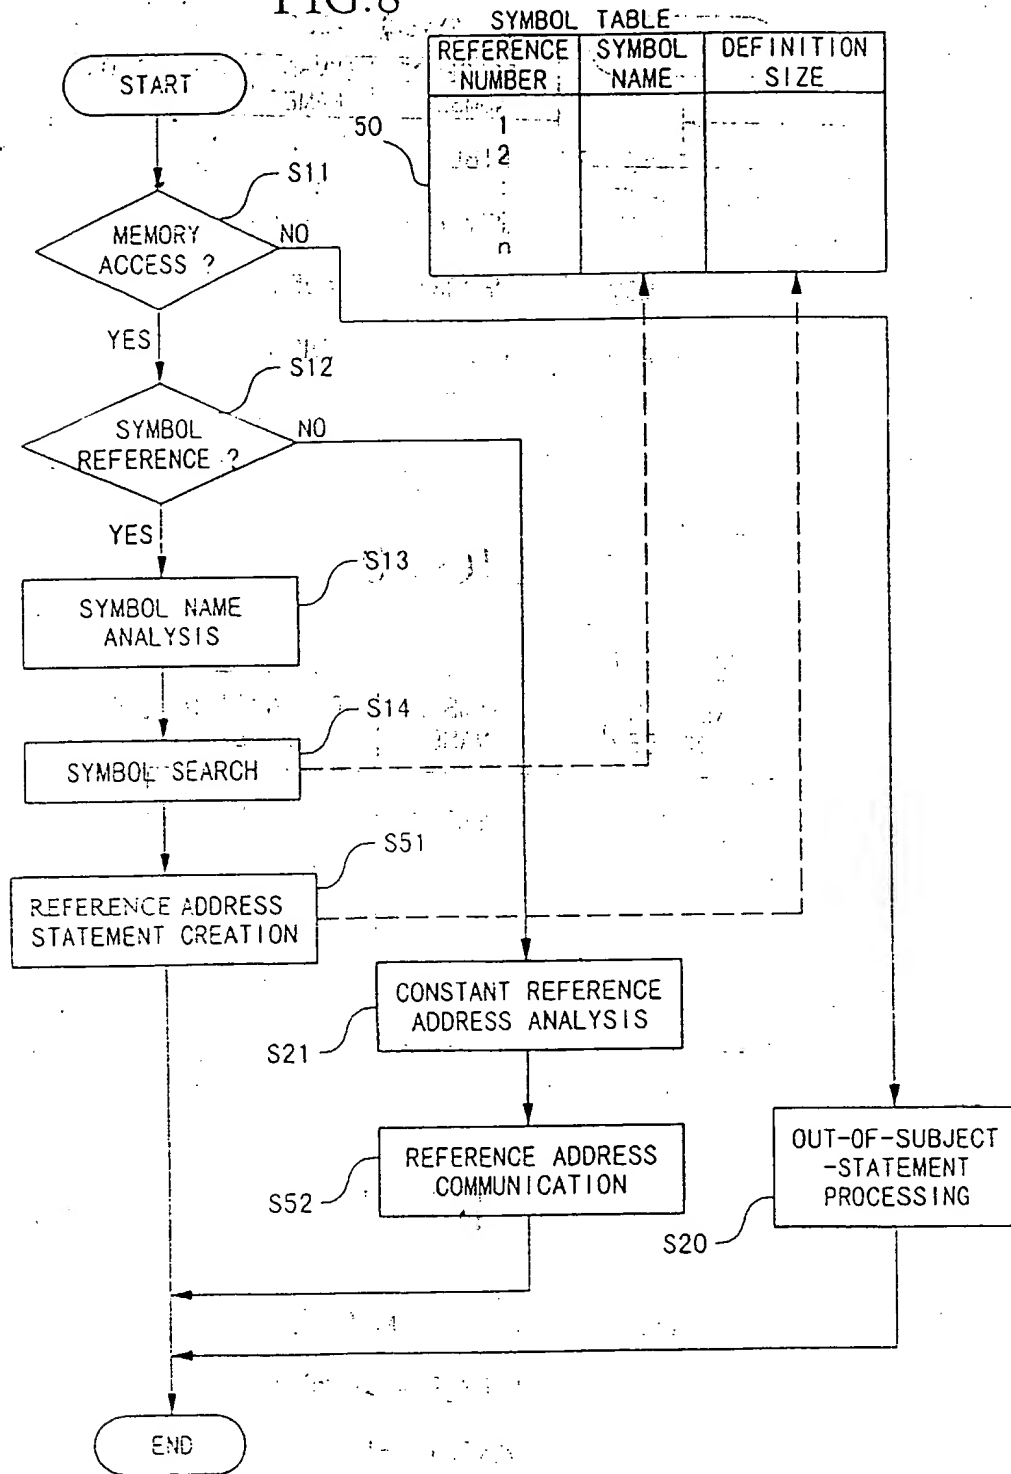 FIG.8
SYMBOL TABLE
REFERENCE NUMBER
SYMBOL NAME
DEFINITION SIZE
1
2
:
n
50
START
S11
MEMORY
ACCESS ?
NO
YES
S12
SYMBOL
REFERENCE ?
NO
YES
S13
SYMBOL NAME
ANALYSIS
S14
SYMBOL SEARCH
S51
REFERENCE ADDRESS
STATEMENT CREATION
CONSTANT REFERENCE
ADDRESS ANALYSIS
S21
REFERENCE ADDRESS
COMMUNICATION
S52
OUT-OF-SUBJECT
-STATEMENT
PROCESSING
S20
END